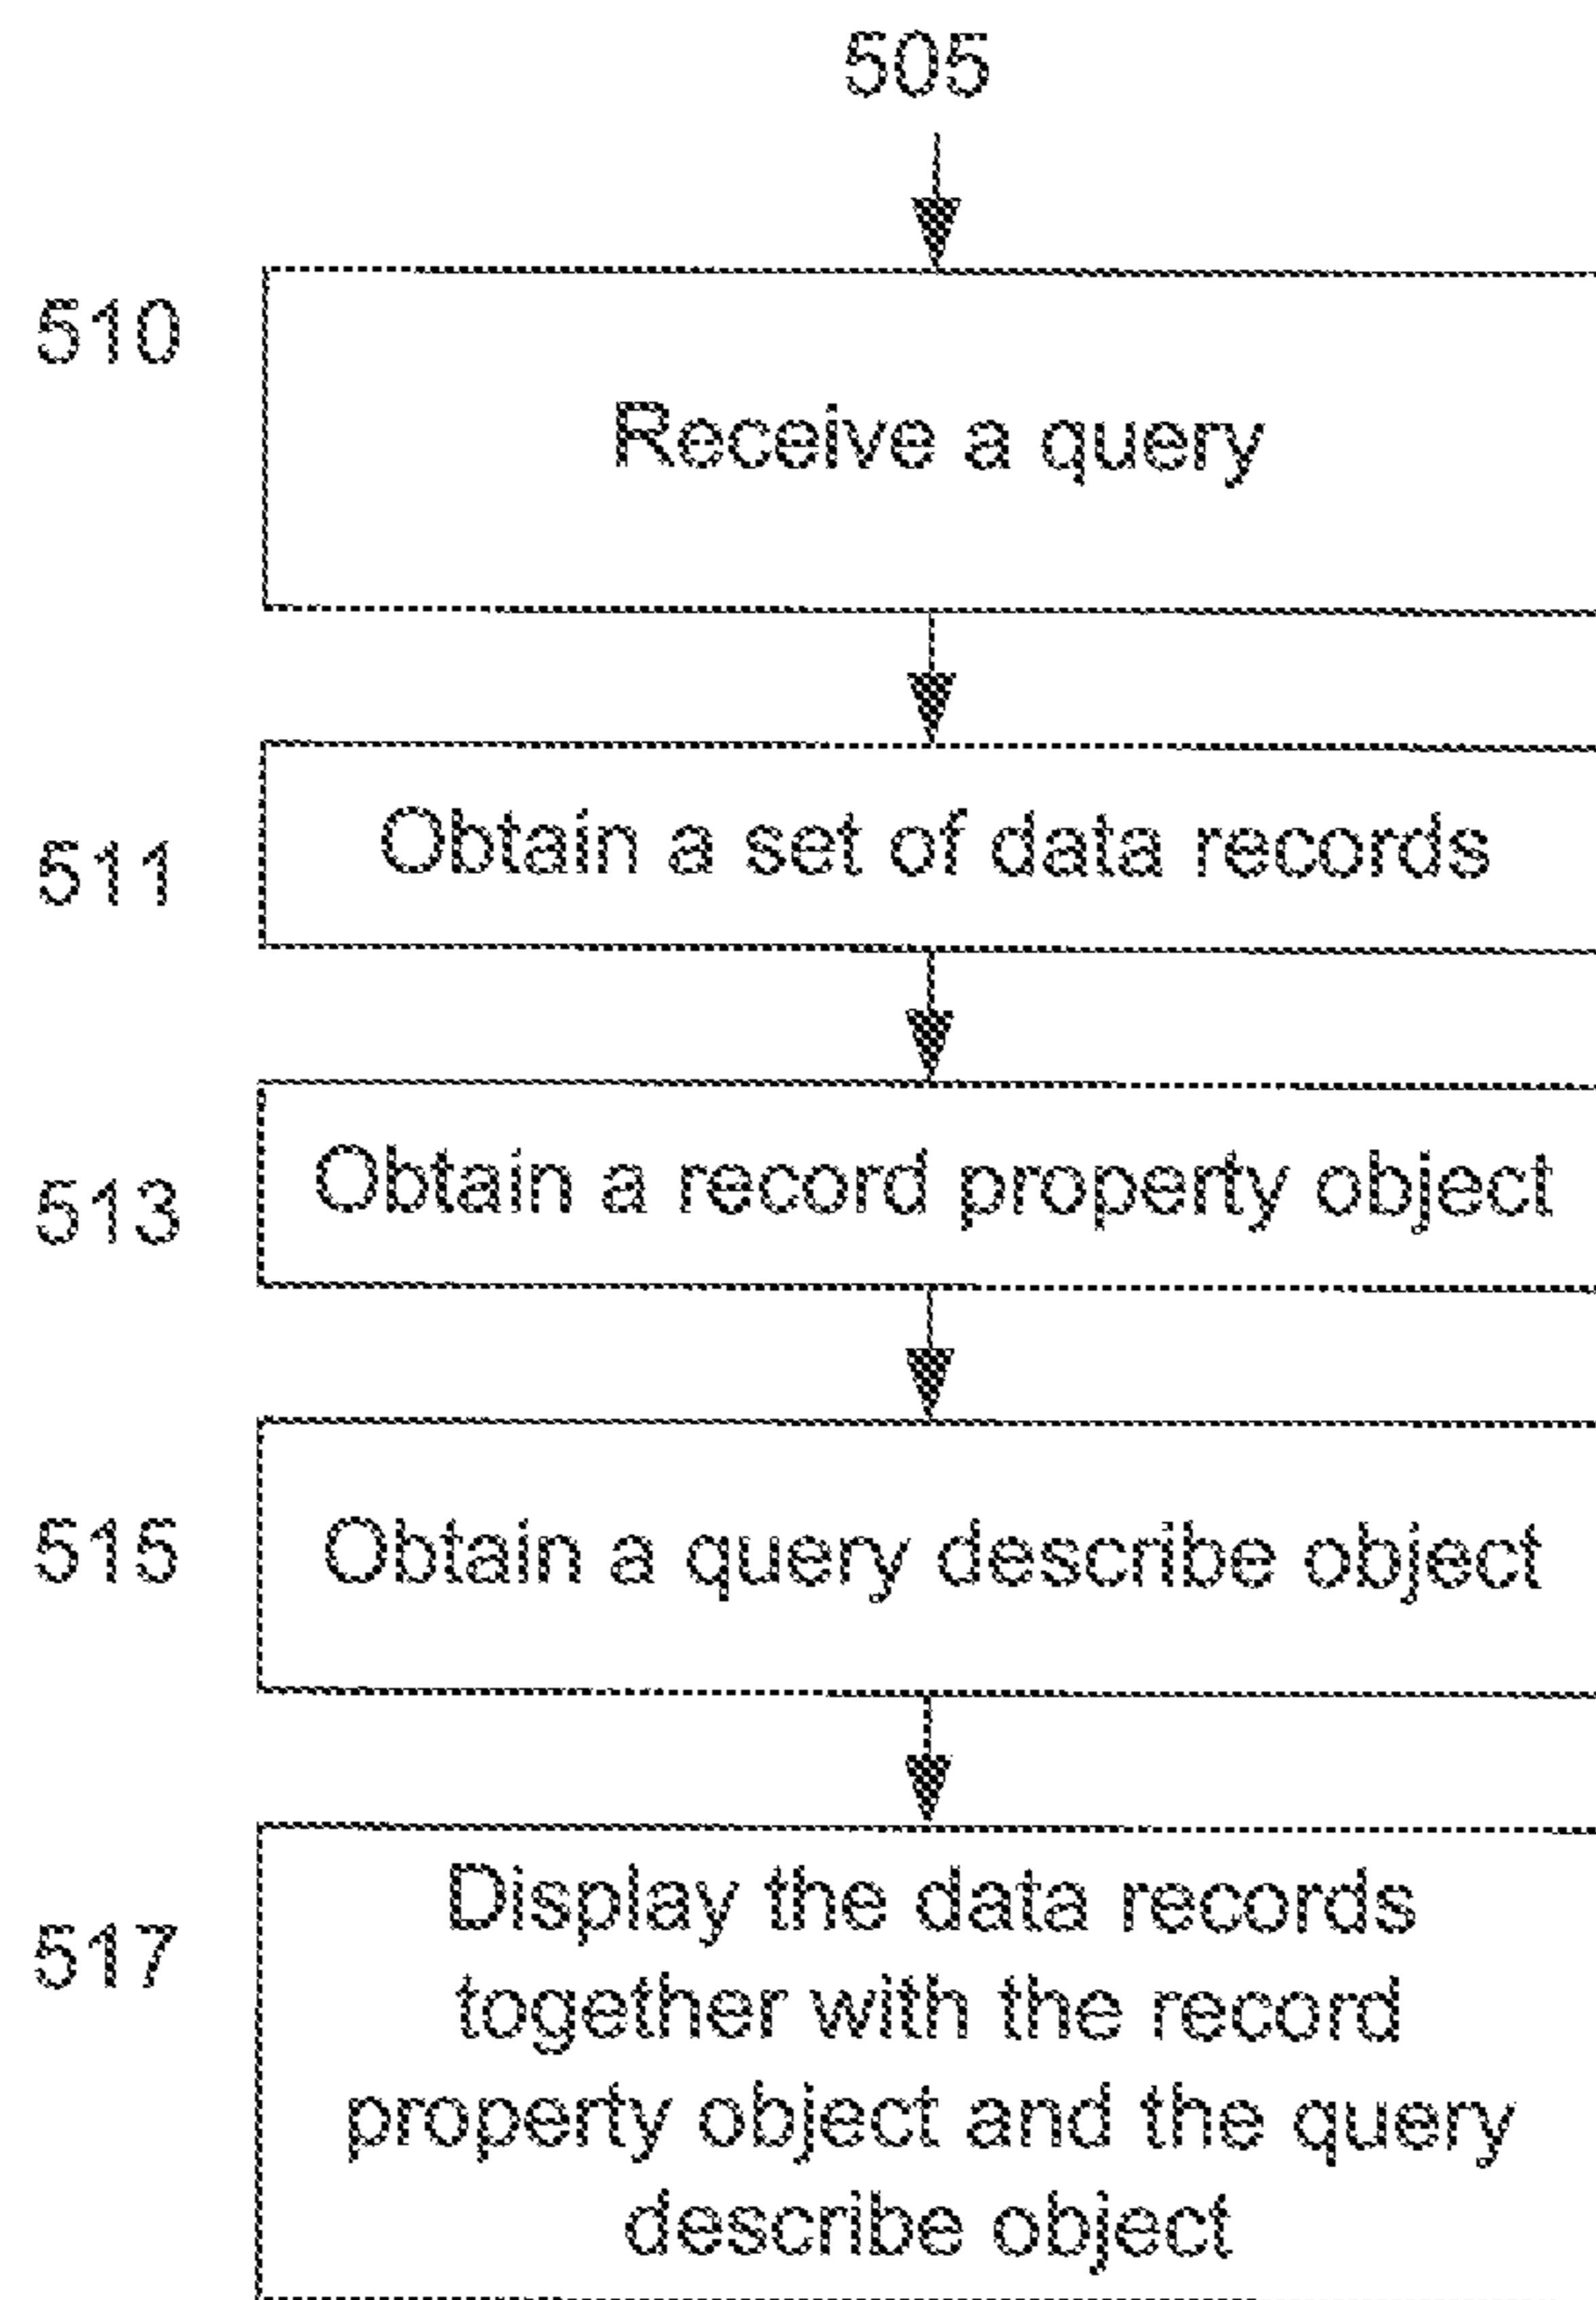 505
510
Receive a query
511
Obtain a set of data records
513
Obtain a record property object
515
Obtain a query describe object
517
Display the data records
together with the record
property object and the query
describe object